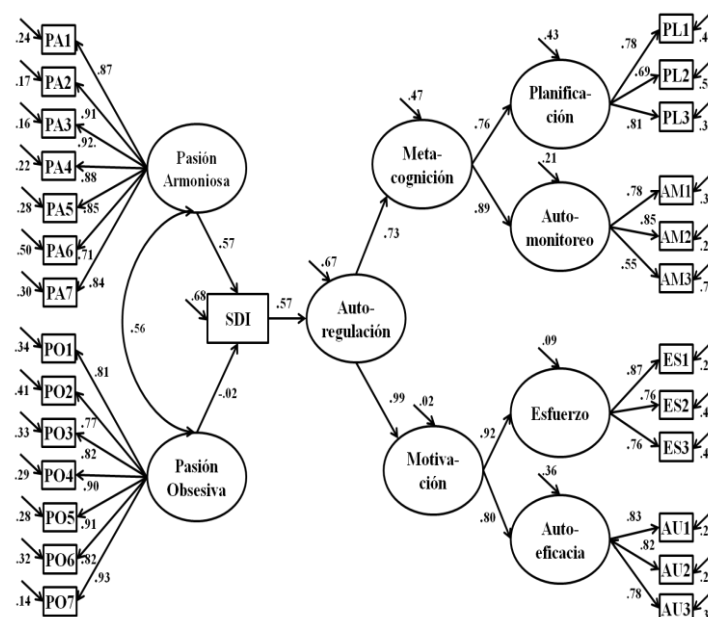 .24 PA1
.17 PA2
.16 PA3
.22 PA4
.28 PA5
.50 PA6
.30 PA7
.87
.91
.92.
.88
.85
.71
.84
Pasión
Armoniosa
.34 PO1
.41 PO2
.33 PO3
.29 PO4
.28 PO5
.32 PO6
.14 PO7
.81
.77
.82
.90
.91
.82
.93
Pasión
Obsesiva
.56
.57
-.02
.68
SDI
.57
.67
Auto-
regulación
.73
.99
.47
Meta-
cognición
.02
Motiva-
ción
.76
.89
.92
.80
.43
Planifica-
ción
.21
Auto-
monitoreo
.09
Esfuerzo
.36
Auto-
eficacia
.78 PL1
.69 PL2
.81 PL3
.78 AM1
.85 AM2
.55 AM3
.87 ES1
.76 ES2
.76 ES3
.83 AU1
.82 AU2
.78 AU3